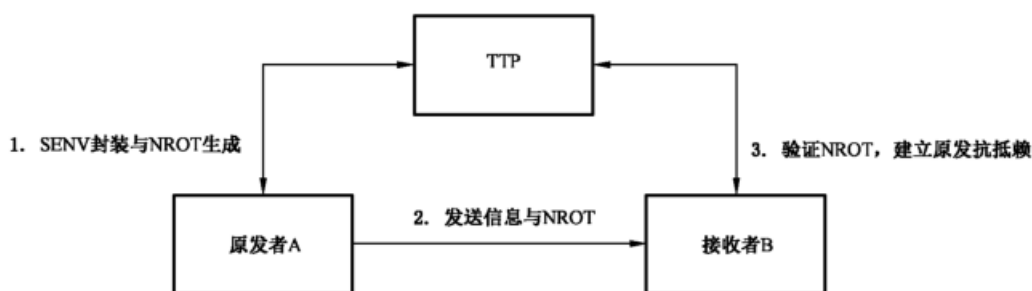 TTP
1. SENV封装与NROT生成
3. 验证NROT，建立原发抗抵赖
2. 发送信息与NROT
原发者A
接收者B